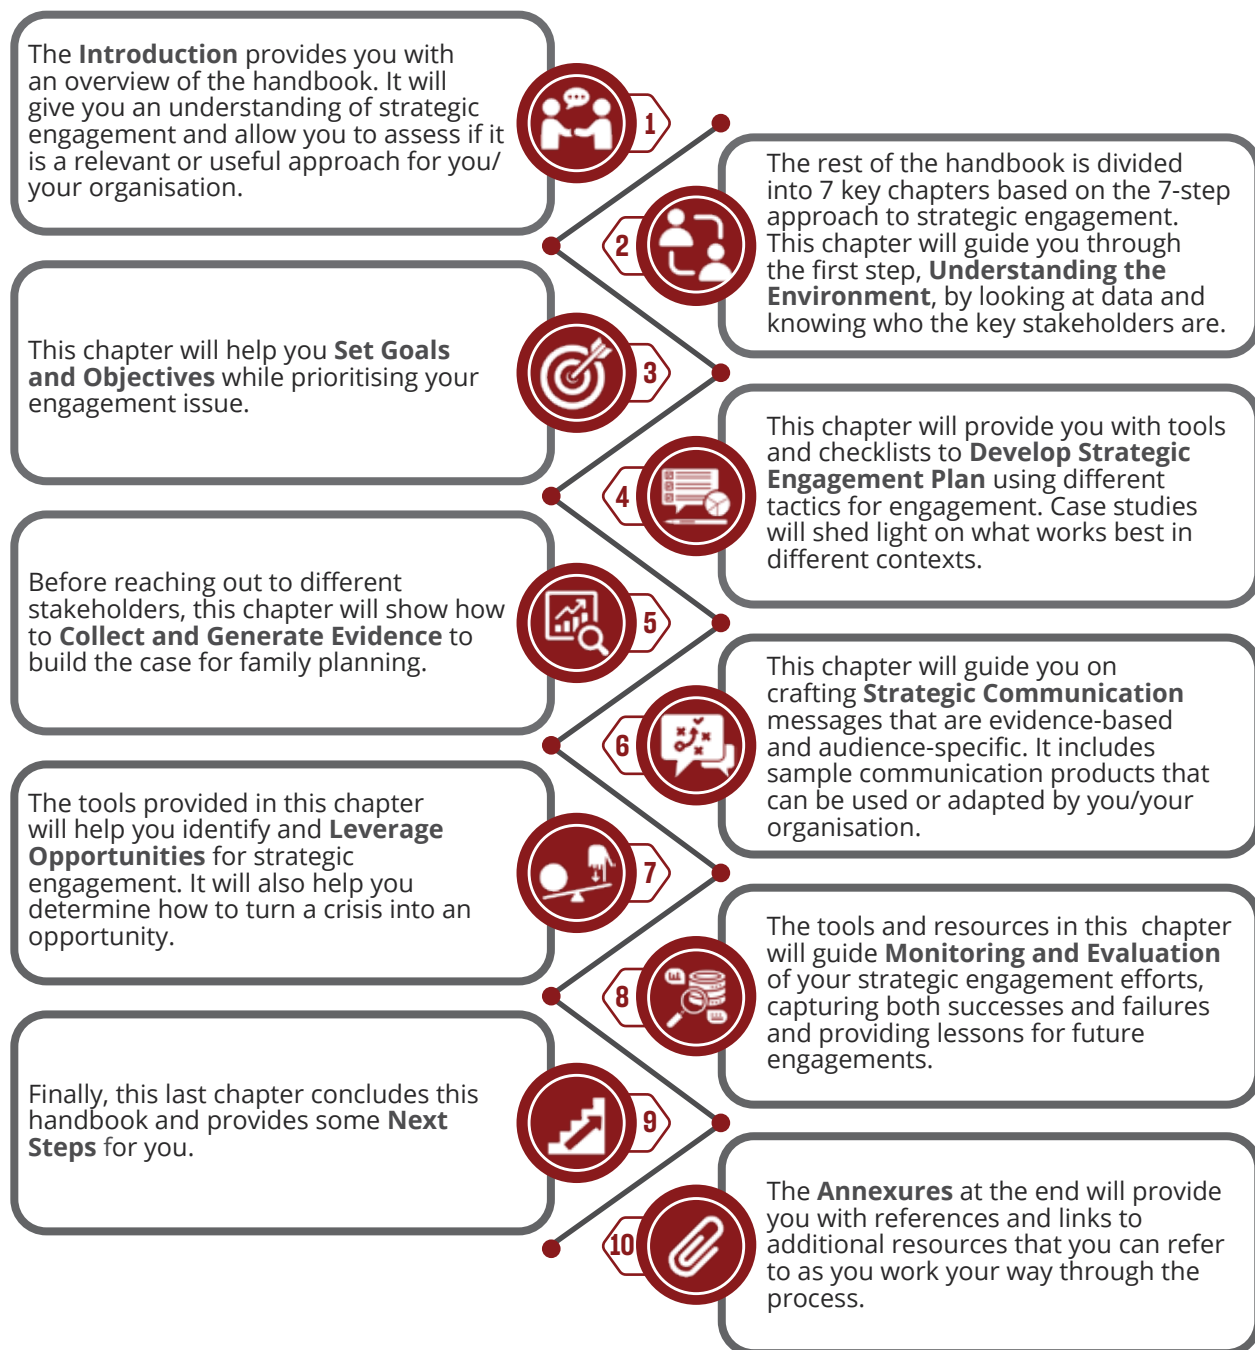 The Introduction provides you with
an overview of the handbook. It will
give you an understanding of strategic
engagement and allow you to assess if it
is a relevant or useful approach for you/
your organisation.
1
The rest of the handbook is divided
into 7 key chapters based on the 7-step
approach to strategic engagement.
This chapter will guide you through
the first step, Understanding the
Environment, by looking at data and
knowing who the key stakeholders are.
2
This chapter will help you Set Goals
and Objectives while prioritising your
engagement issue.
3
This chapter will provide you with tools
and checklists to Develop Strategic
Engagement Plan using different
tactics for engagement. Case studies
will shed light on what works best in
different contexts.
4
Before reaching out to different
stakeholders, this chapter will show how
to Collect and Generate Evidence to
build the case for family planning.
5
This chapter will guide you on
crafting Strategic Communication
messages that are evidence-based
and audience-specific. It includes
sample communication products that
can be used or adapted by you/your
organisation.
6
The tools provided in this chapter
will help you identify and Leverage
Opportunities for strategic
engagement. It will also help you
determine how to turn a crisis into an
opportunity.
7
The tools and resources in this chapter
will guide Monitoring and Evaluation
of your strategic engagement efforts,
capturing both successes and failures
and providing lessons for future
engagements.
8
Finally, this last chapter concludes this
handbook and provides some Next
Steps for you.
9
The Annexures at the end will provide
you with references and links to
additional resources that you can refer
to as you work your way through the
process.
10